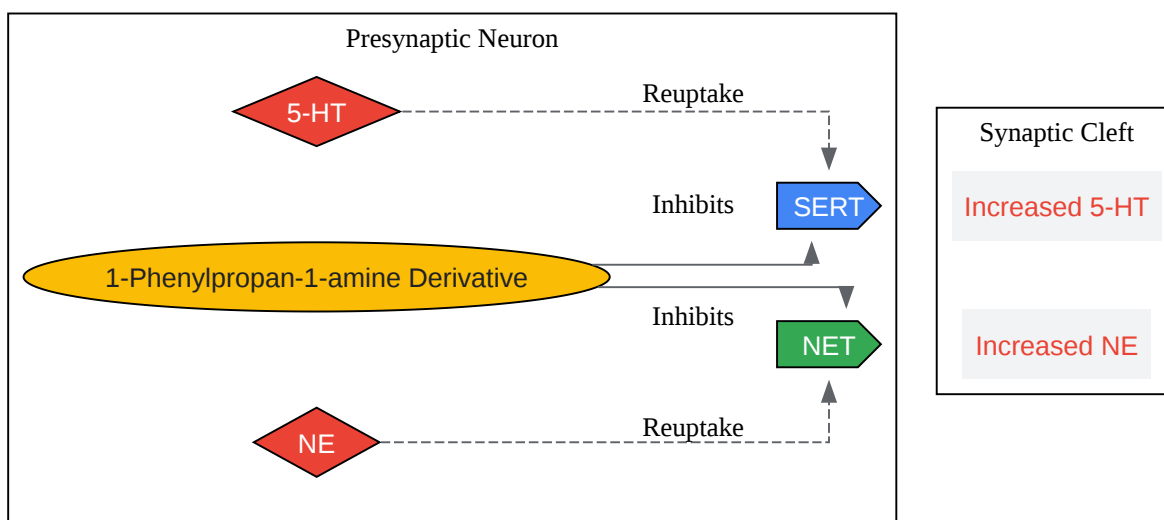 Presynaptic Neuron
5-HT
Reuptake
Synaptic Cleft
Inhibits
SERT
Increased 5-HT
1-Phenylpropan-1-amine Derivative
Inhibits
NET
Increased NE
NE
Reuptake